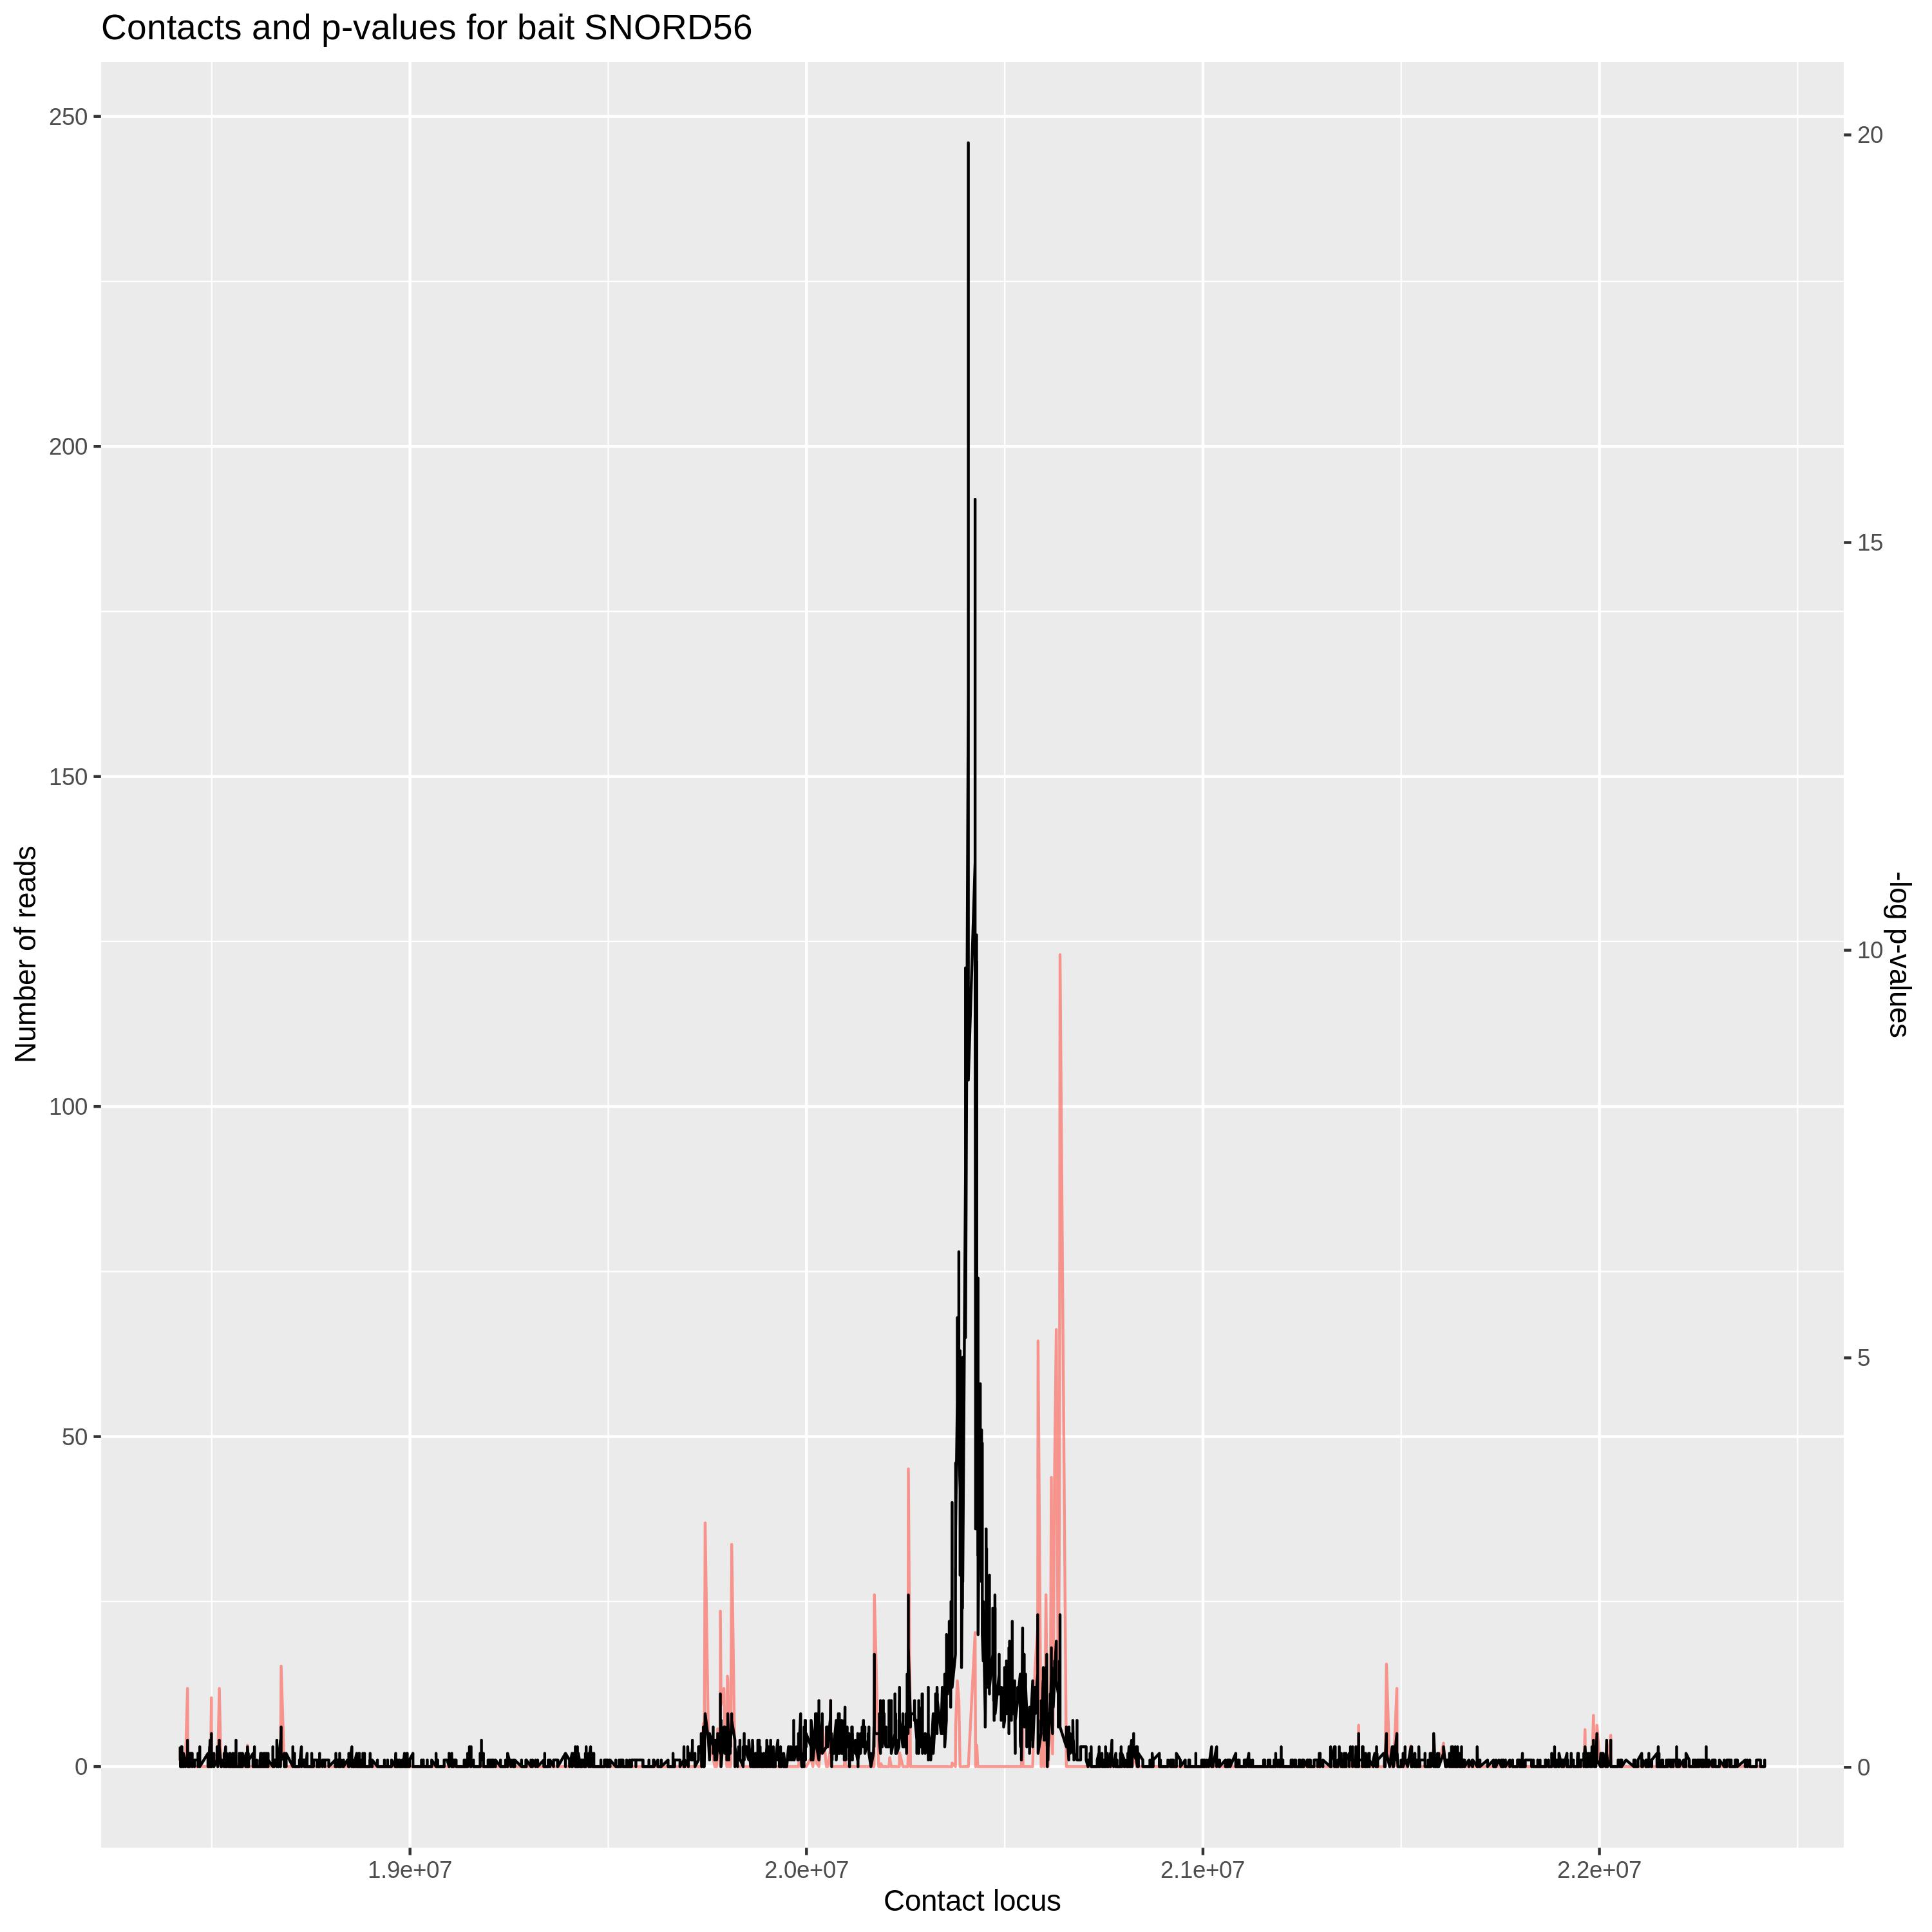 Contacts and p-values for bait SNORD56
250
200
150
100
50
0
20
15
10
5
0
Number of reads
-log p-values
1.9e+07
2.0e+07
2.1e+07
2.2e+07
Contact locus